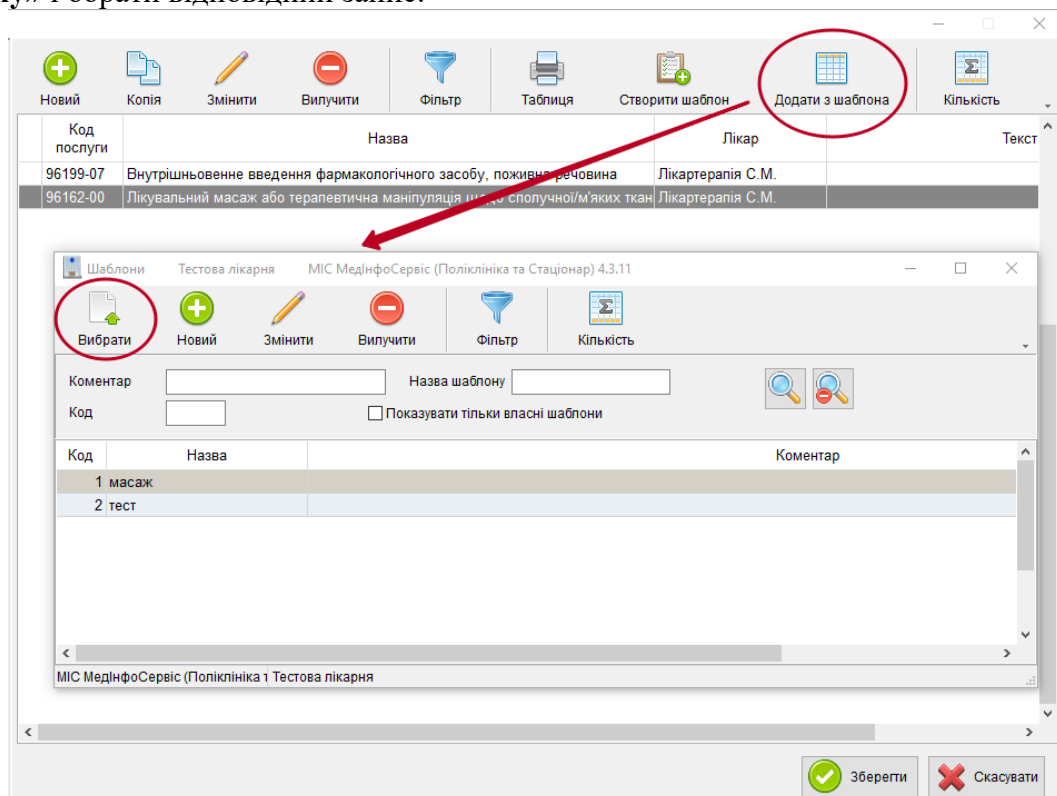 Новий Копія Змінити Вилучити Фільтр Таблиця Створити шаблон Додати з шаблона Кількість
Код послуги Назва Лікар Текст
96199-07 Внутрішньовенне введення фармакологічного засобу, поживна речовина Лікартерапія С.М.
96162-00 Лікувальний масаж або терапевтична маніпуляція щодо сполучної/м'яких ткан Лікартерапія С.М.
Шаблони Тестова лікарня МІС МедІнфоСервіс (Поліклініка та Стаціонар) 4.3.11
Вибрати Новий Змінити Вилучити Фільтр Кількість
Коментар Назва шаблону
Код Показувати тільки власні шаблони
Код Назва Коментар
1 масаж
2 тест
МІС МедІнфоСервіс (Поліклініка т Тестова лікарня
Зберегти Скасувати